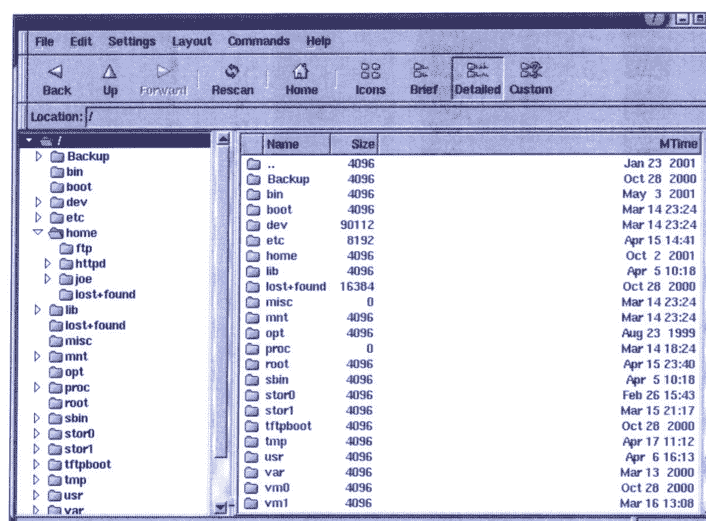 File Edit Settings Layout Commands Help
Back Up Forward Rescan Home Icons Brief Detailed Custom
Location: /
/
Backup
bin
boot
dev
etc
home
ftp
httpd
joe
lost+found
lib
lost+found
misc
mnt
opt
proc
root
sbin
stor0
stor1
tftpboot
tmp
usr
var
Name Size MTime
.. 4096 Jan 23 2001
Backup 4096 Oct 28 2000
bin 4096 May 3 2001
boot 4096 Mar 14 23:24
dev 90112 Mar 14 23:24
etc 8192 Apr 15 14:41
home 4096 Oct 2 2001
lib 4096 Apr 5 10:18
lost+found 16384 Oct 28 2000
misc 0 Mar 14 23:24
mnt 4096 Mar 14 23:24
opt 4096 Aug 23 1999
proc 0 Mar 14 18:24
root 4096 Apr 15 23:40
sbin 4096 Apr 5 10:18
stor0 4096 Feb 26 15:43
stor1 4096 Mar 15 21:17
tftpboot 4096 Oct 28 2000
tmp 4096 Apr 17 11:12
usr 4096 Apr 6 16:13
var 4096 Mar 13 2000
vm0 4096 Oct 28 2000
vm1 4096 Mar 16 13:08